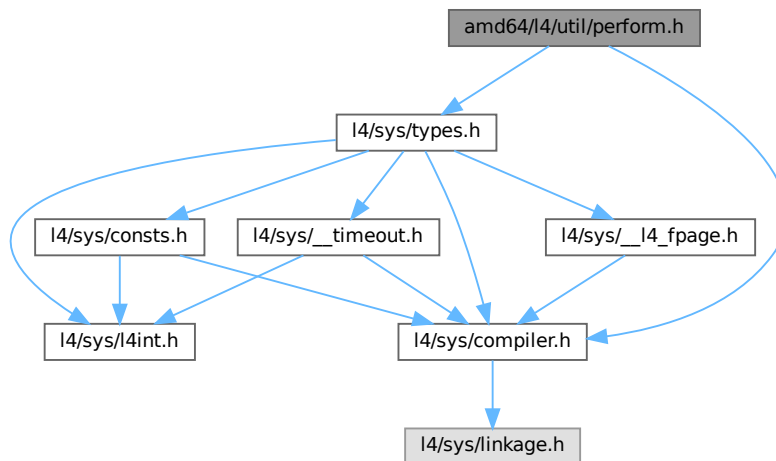 amd64/l4/util/perform.h
l4/sys/types.h
l4/sys/consts.h
l4/sys/__timeout.h
l4/sys/__l4_fpage.h
l4/sys/l4int.h
l4/sys/compiler.h
l4/sys/linkage.h